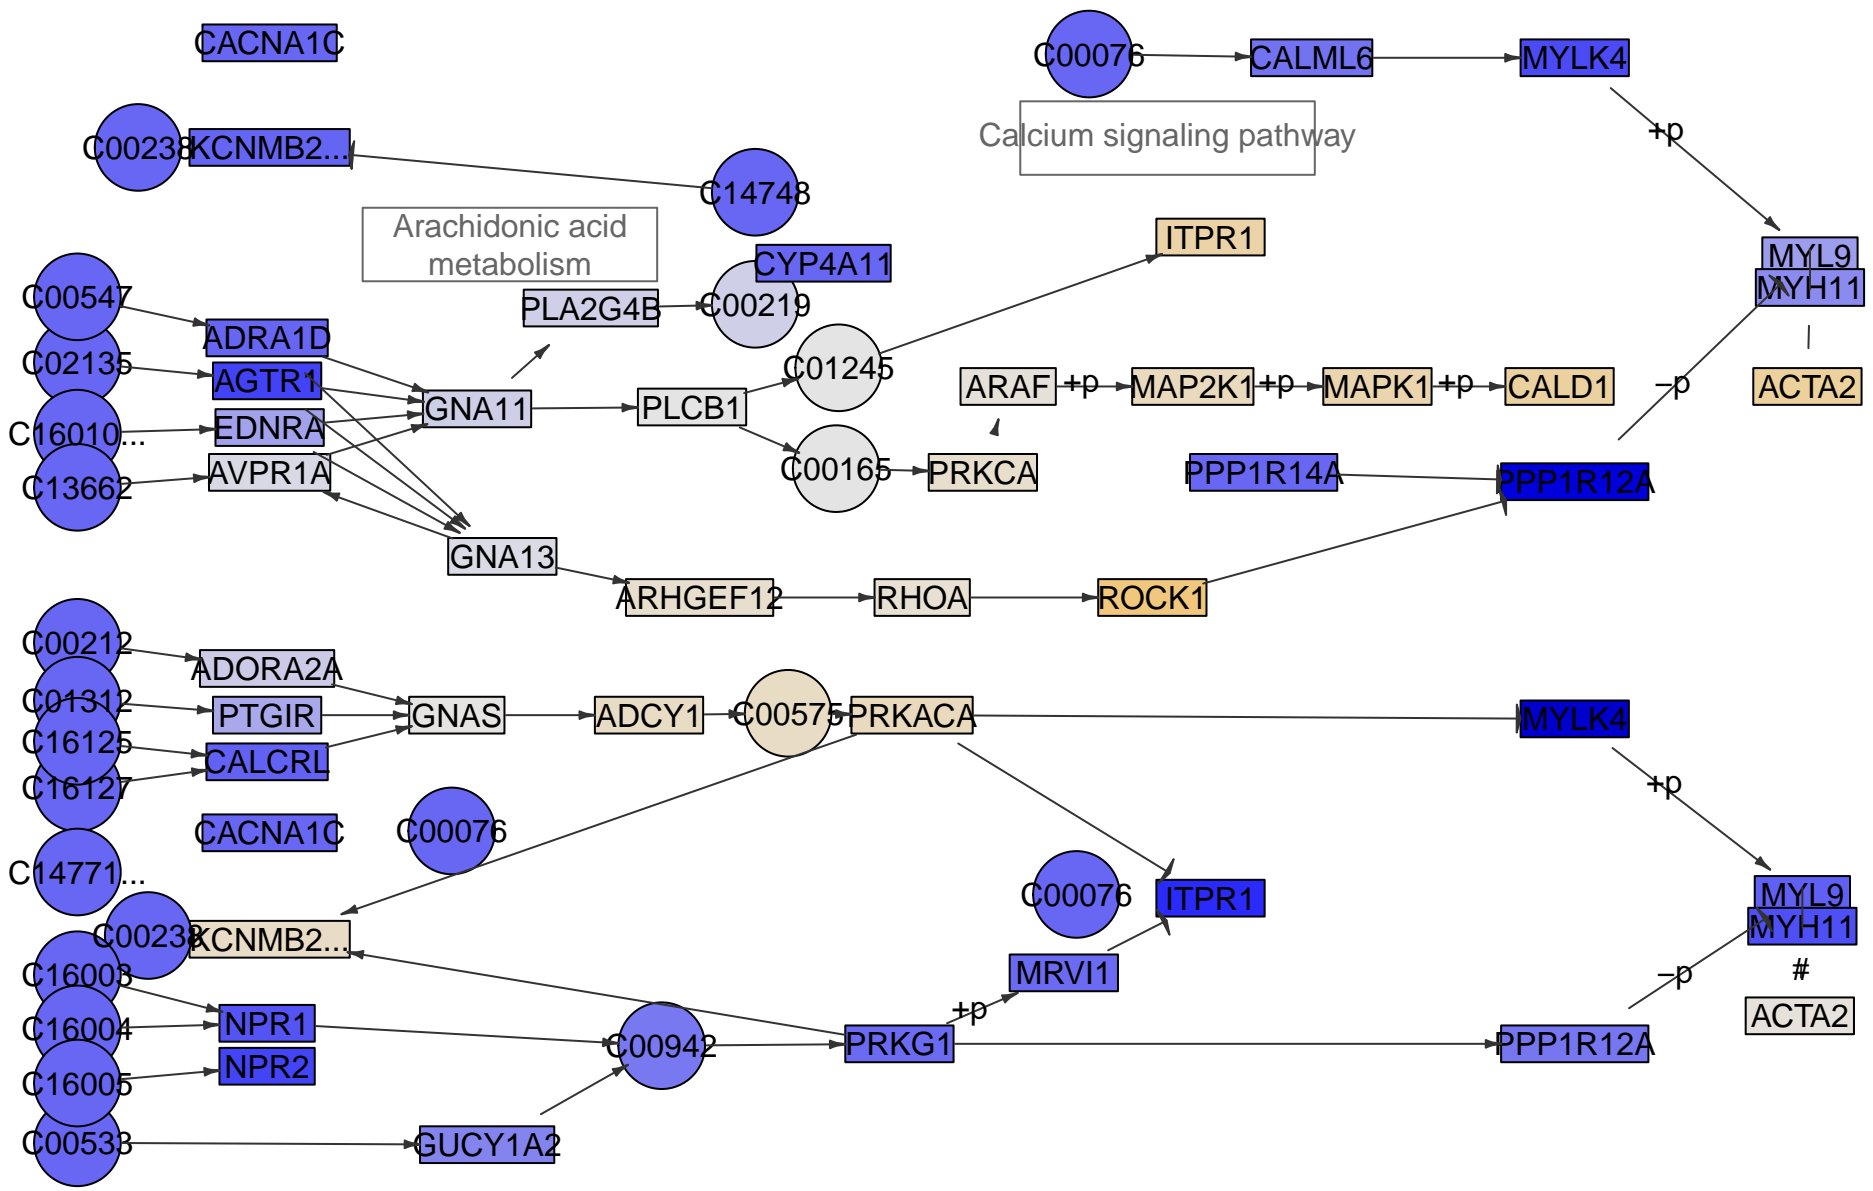 CACNA1C
C00076
CALML6
MYLK4
Calcium signaling pathway
+p
C00238
KCNMB2...
C14748
Arachidonic acid
metabolism
ITPR1
MYL9
MYH11
CYP4A11
C00547
PLA2G4B
C00219
ADRA1D
C02135
AGTR1
C01245
ARAF
+p
MAP2K1
+p
MAPK1
+p
CALD1
−p
ACTA2
GNA11
PLCB1
C16010...
EDNRA
C13662
AVPR1A
C00165
PRKCA
PPP1R14A
PPP1R12A
GNA13
ARHGEF12
RHOA
ROCK1
C00212
ADORA2A
C01312
PTGIR
GNAS
ADCY1
C00575
PRKACA
MYLK4
C16125
CALCRL
C16127
+p
CACNA1C
C00076
C14771...
C00076
ITPR1
MYL9
MYH11
C00238
KCNMB2...
C16003
MRVI1
−p
#
ACTA2
+p
C16004
NPR1
C00942
PRKG1
PPP1R12A
NPR2
C16005
C00533
GUCY1A2